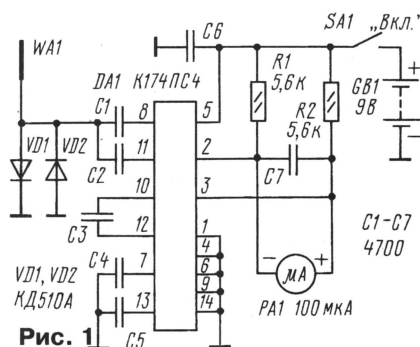 WA1
C6
SA1 „Вкл."
DA1 К174ПС4
R1
5,6к
R2
5,6к
GB1
9В
+
−
C1
8
5
VD1
VD2
11
2
C2
C7
10
3
12
C3
1
C1-C7
4700
4
VD1, VD2
КД510А
C4
7
6
9
−
μA
+
13
14
PA1 100 мкА
Рис. 1
C5